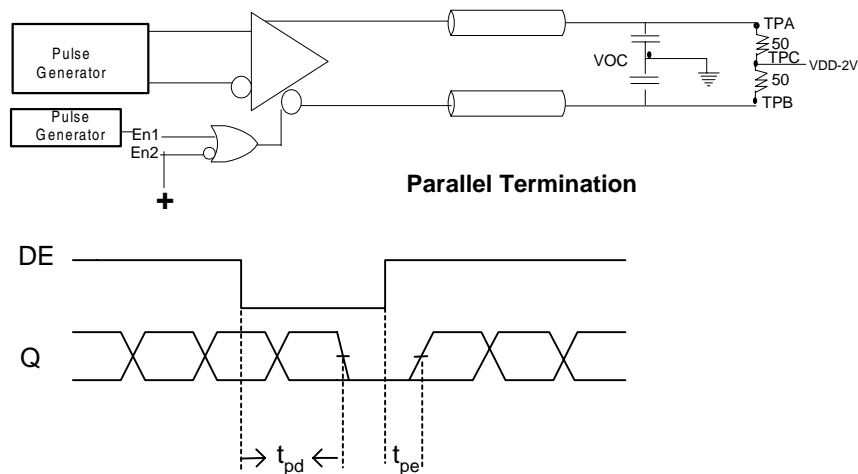 Pulse
Generator
Pulse
Generator
En1
En2
+
VOC
TPA
50
TPC
VDD-2V
50
TPB
Parallel Termination
DE
Q
tpd
tpe